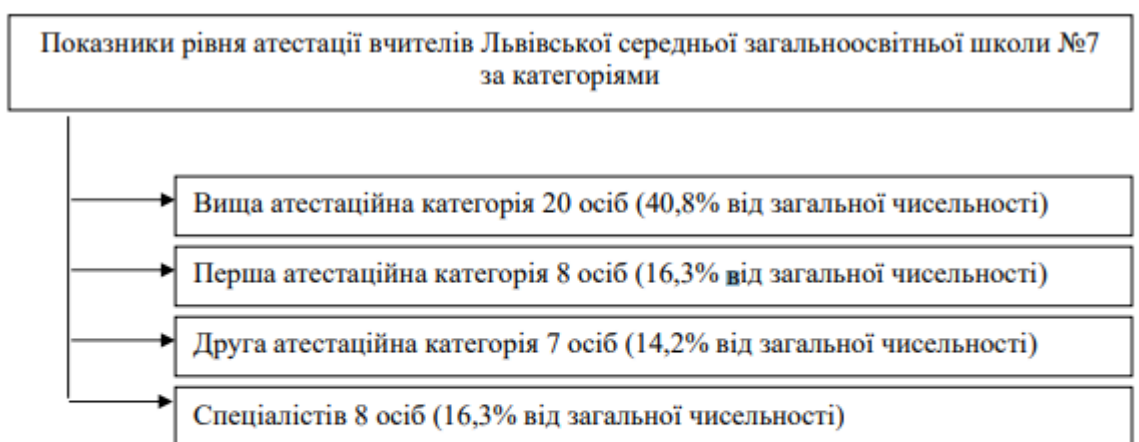 Показники рівня атестації вчителів Львівської середньої загальноосвітньої школи №7
за категоріями
Вища атестаційна категорія 20 осіб (40,8% від загальної чисельності)
Перша атестаційна категорія 8 осіб (16,3% від загальної чисельності)
Друга атестаційна категорія 7 осіб (14,2% від загальної чисельності)
Спеціалістів 8 осіб (16,3% від загальної чисельності)